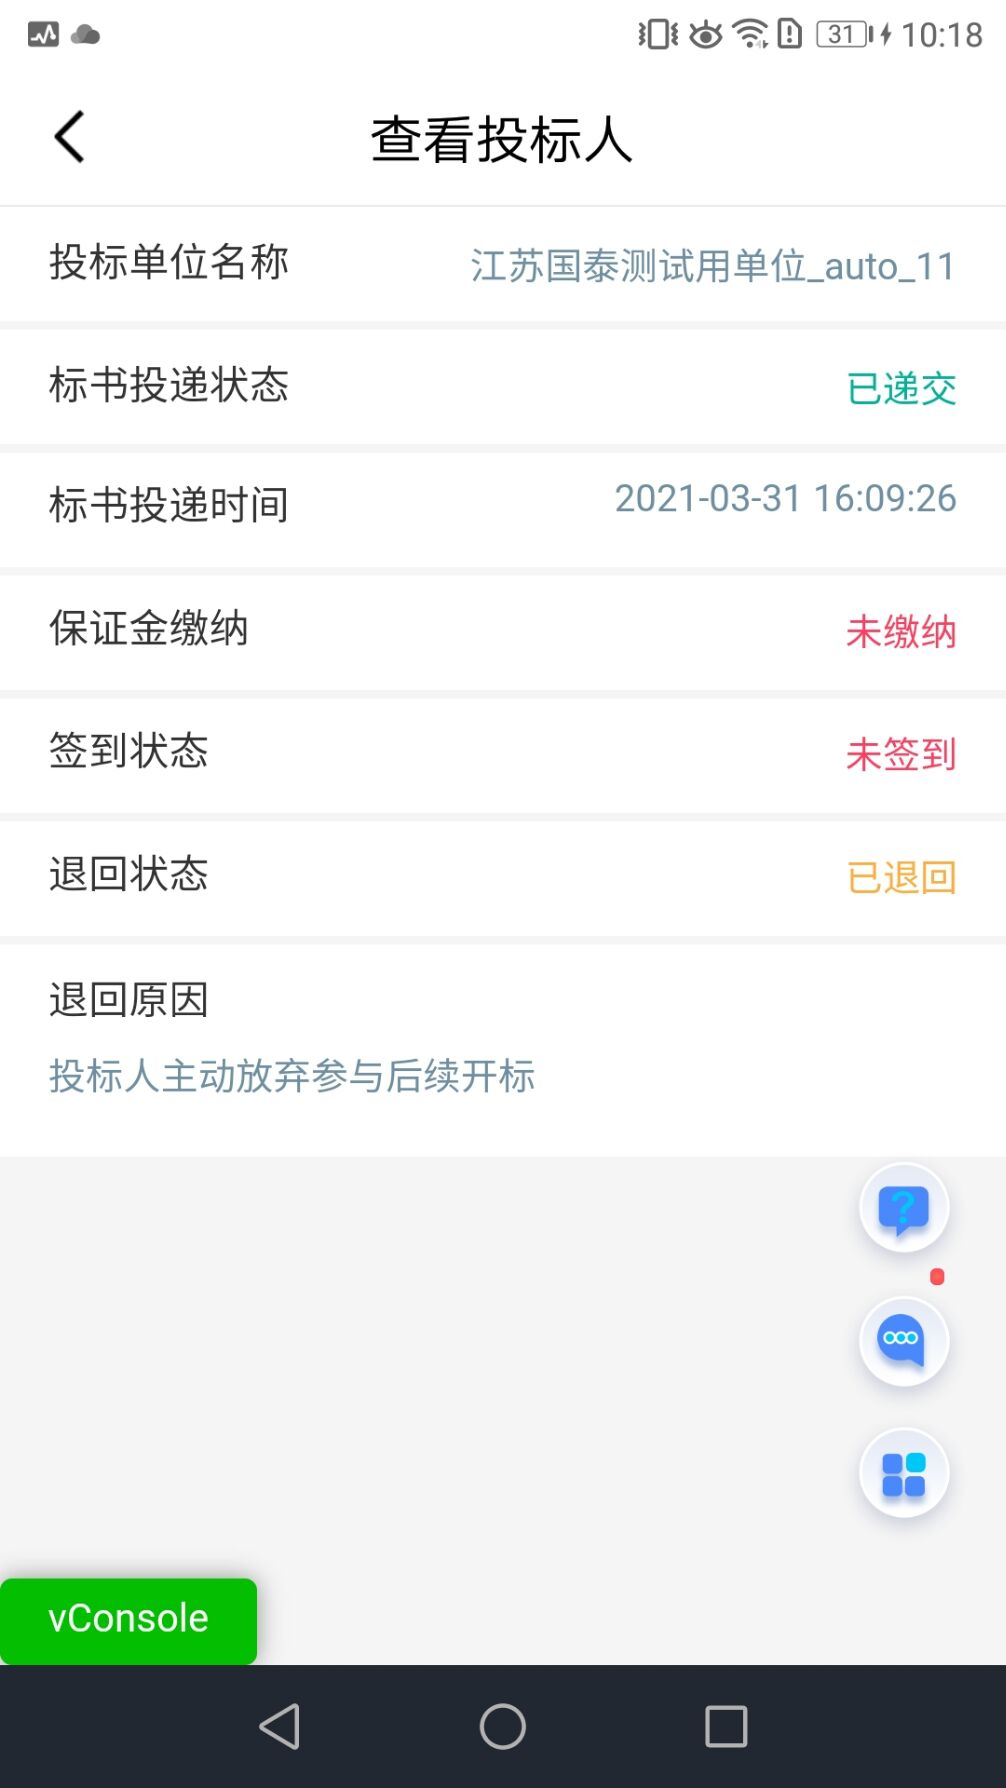 31 10:18
查看投标人
投标单位名称 江苏国泰测试用单位_auto_11
标书投递状态 已递交
标书投递时间 2021-03-31 16:09:26
保证金缴纳 未缴纳
签到状态 未签到
退回状态 已退回
退回原因
投标人主动放弃参与后续开标
vConsole